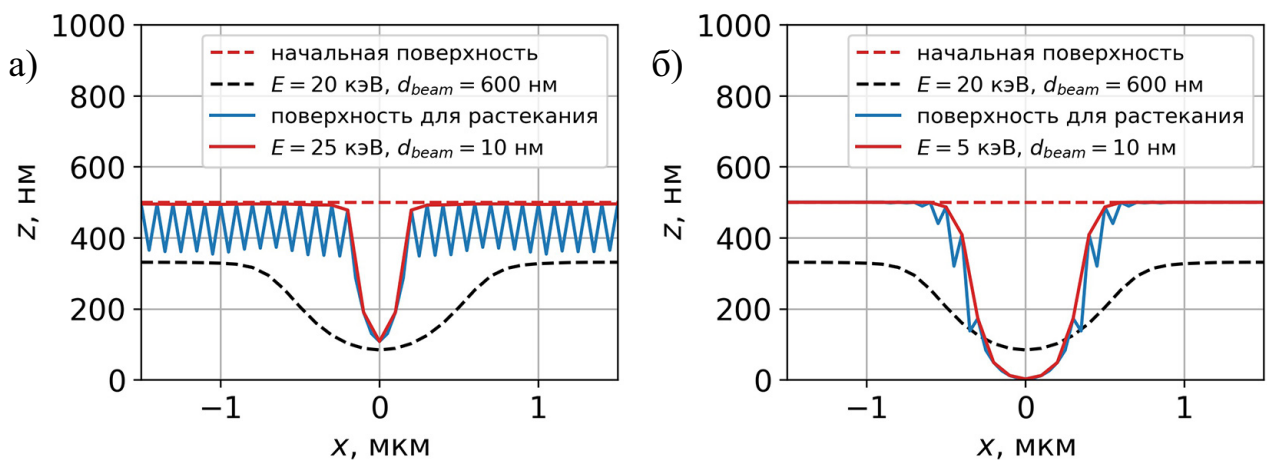 а)
1000
800
600
400
200
0
z, нм
начальная поверхность
E = 20 кэВ, d_beam = 600 нм
поверхность для растекания
E = 25 кэВ, d_beam = 10 нм
−1
0
1
x, мкм
б)
1000
800
600
400
200
0
z, нм
начальная поверхность
E = 20 кэВ, d_beam = 600 нм
поверхность для растекания
E = 5 кэВ, d_beam = 10 нм
−1
0
1
x, мкм